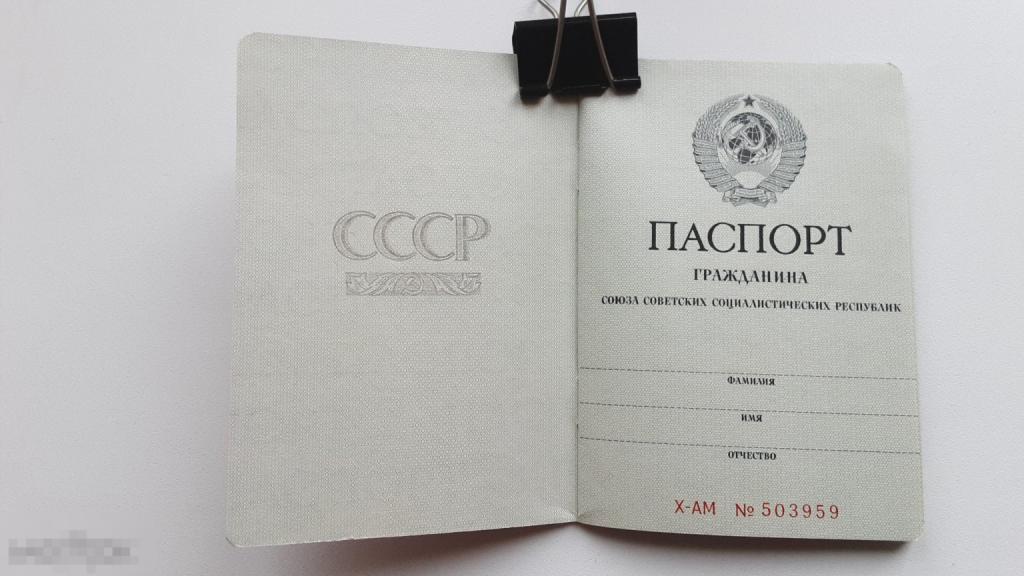 СССР
ПАСПОРТ
ГРАЖДАНИНА
СОЮЗА СОВЕТСКИХ СОЦИАЛИСТИЧЕСКИХ РЕСПУБЛИК
ФАМИЛИЯ
ИМЯ
ОТЧЕСТВО
X-АМ № 503959